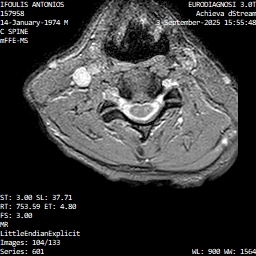 IFOULIS ANTONIOS
157958
14-January-1974 M
C SPINE
mFFE-MS
EURODIAGNOSI 3.0T
Achieva dStream
3-September-2025 15:55:48
ST: 3.00 SL: 37.71
RT: 753.59 ET: 4.80
FS: 3.00
MR
LittleEndianExplicit
Images: 104/133
Series: 601
WL: 900 WW: 1564